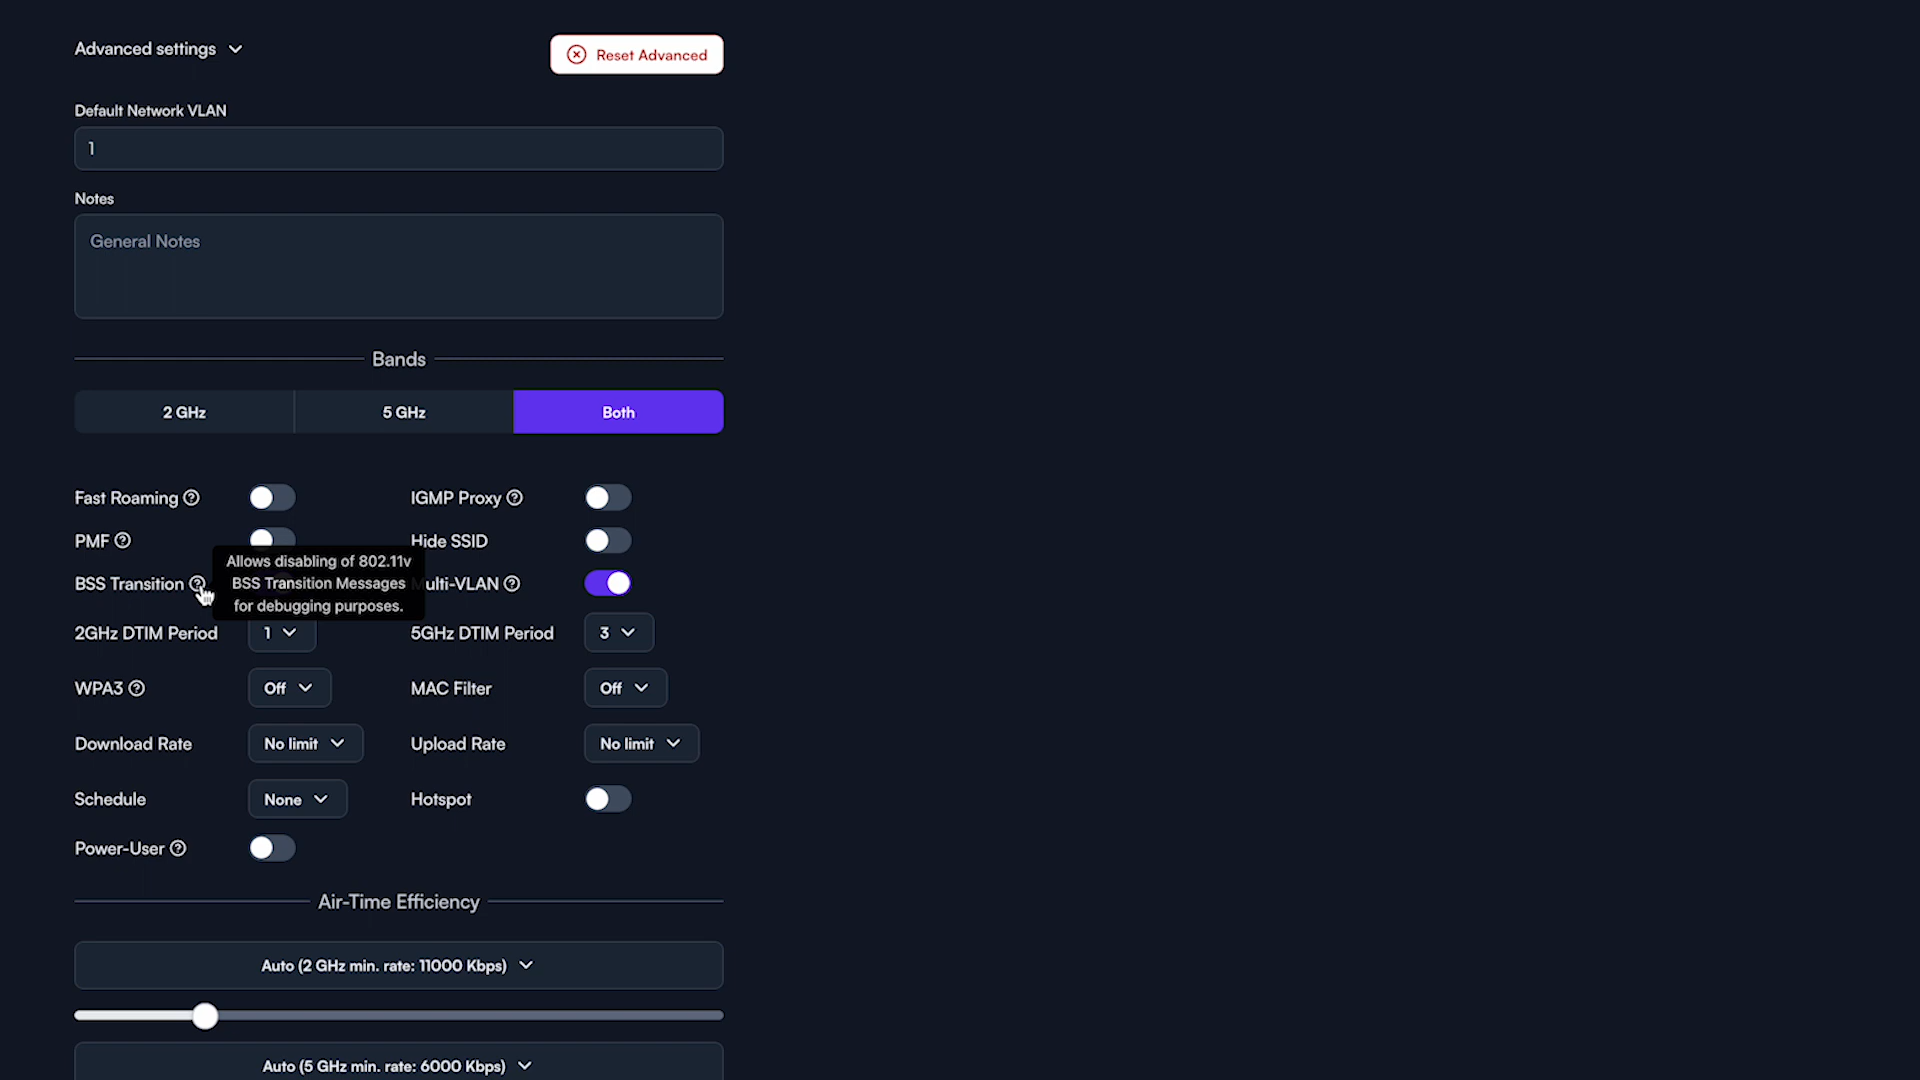 Advanced settings
Reset Advanced
Default Network VLAN
1
Notes
General Notes
Bands
2 GHz
5 GHz
Both
Fast Roaming
IGMP Proxy
PMF
Hide SSID
BSS Transition
Allows disabling of 802.11v
BSS Transition Messages
for debugging purposes.
ulti-VLAN
2GHz DTIM Period
1
5GHz DTIM Period
3
WPA3
Off
MAC Filter
Off
Download Rate
No limit
Upload Rate
No limit
Schedule
None
Hotspot
Power-User
Air-Time Efficiency
Auto (2 GHz min. rate: 11000 Kbps)
Auto (5 GHz min. rate: 6000 Kbps)